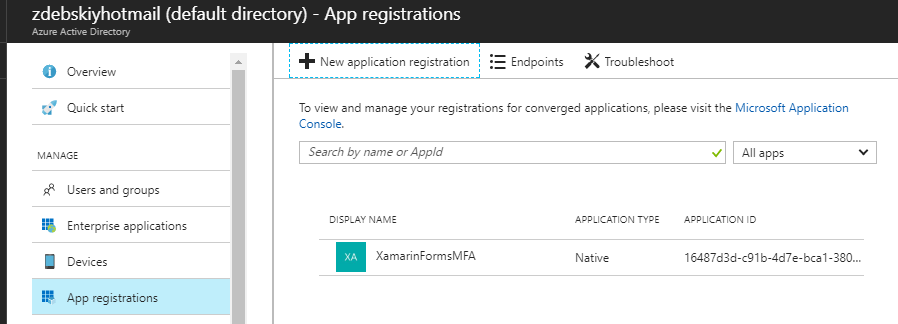 zdebskiyhotmail (default directory) - App registrations
Azure Active Directory
Overview
Quick start
MANAGE
Users and groups
Enterprise applications
Devices
App registrations
New application registration
Endpoints
Troubleshoot
To view and manage your registrations for converged applications, please visit the Microsoft Application
Console.
Search by name or AppId
All apps
DISPLAY NAME APPLICATION TYPE APPLICATION ID
XA XamarinFormsMFA Native 16487d3d-c91b-4d7e-bca1-380...